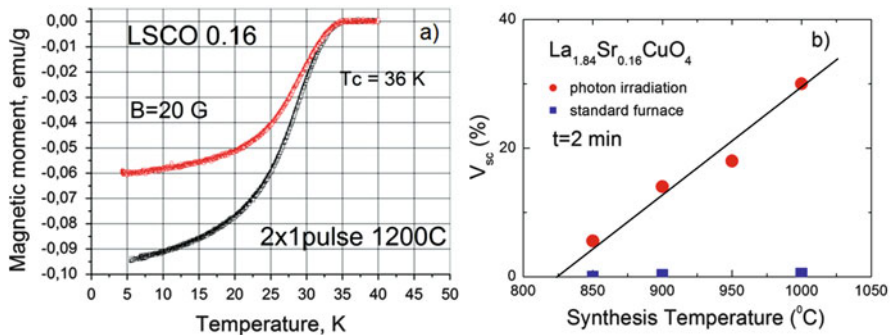 a)
LSCO 0.16
Tc = 36 K
B=20 G
2x1pulse 1200C
Magnetic moment, emu/g
0,00
-0,01
-0,02
-0,03
-0,04
-0,05
-0,06
-0,07
-0,08
-0,09
-0,10
0 5 10 15 20 25 30 35 40 45 50
Temperature, K
b)
La1.84Sr0.16CuO4
photon irradiation
standard furnace
t=2 min
Vsc (%)
40
20
0
800 850 900 950 1000 1050
Synthesis Temperature (⁰C)